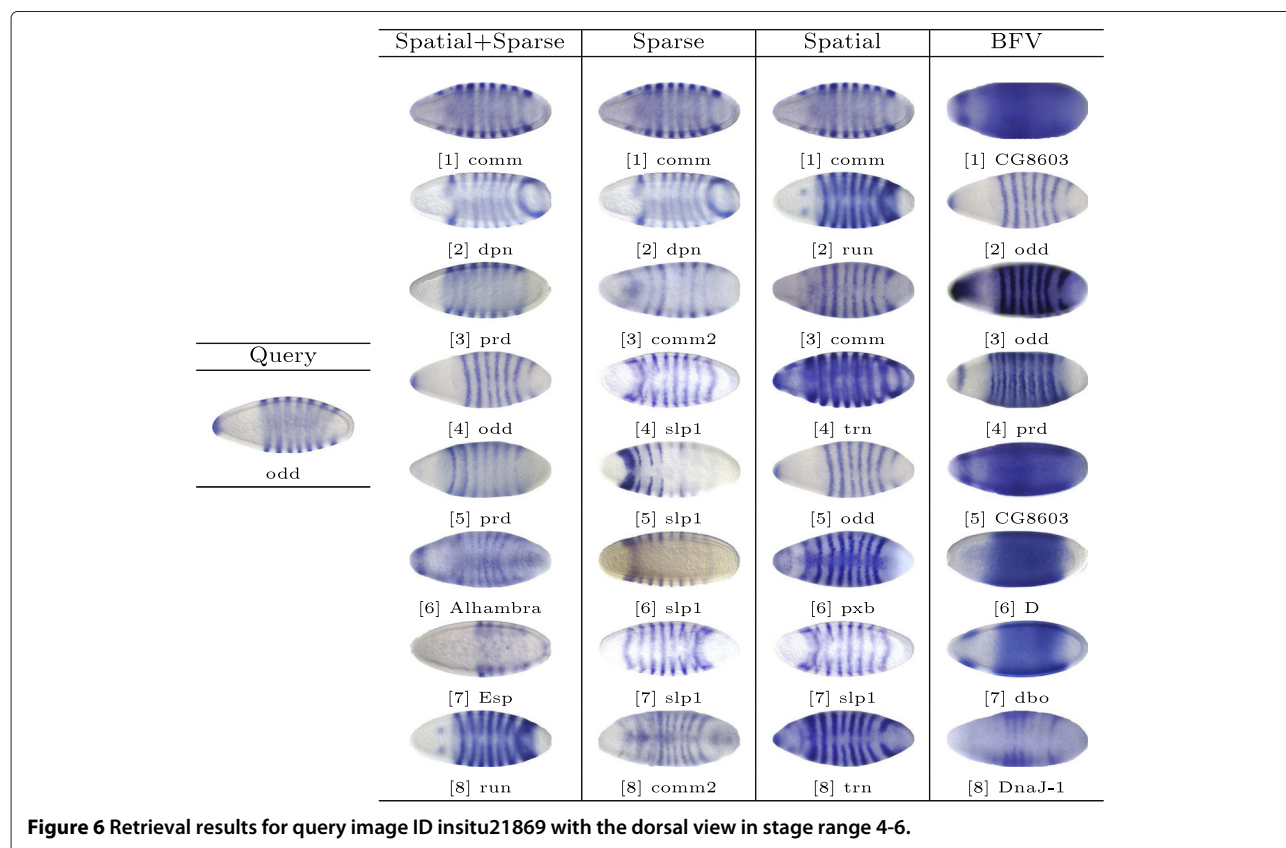 Spatial+Sparse Sparse Spatial BFV
[1] comm [1] comm [1] comm [1] CG8603
[2] dpn [2] dpn [2] run [2] odd
[3] prd [3] comm2 [3] comm [3] odd
Query
[4] odd [4] slp1 [4] trn [4] prd
odd
[5] prd [5] slp1 [5] odd [5] CG8603
[6] Alhambra [6] slp1 [6] pxb [6] D
[7] Esp [7] slp1 [7] slp1 [7] dbo
[8] run [8] comm2 [8] trn [8] DnaJ-1
Figure 6 Retrieval results for query image ID insitu21869 with the dorsal view in stage range 4-6.